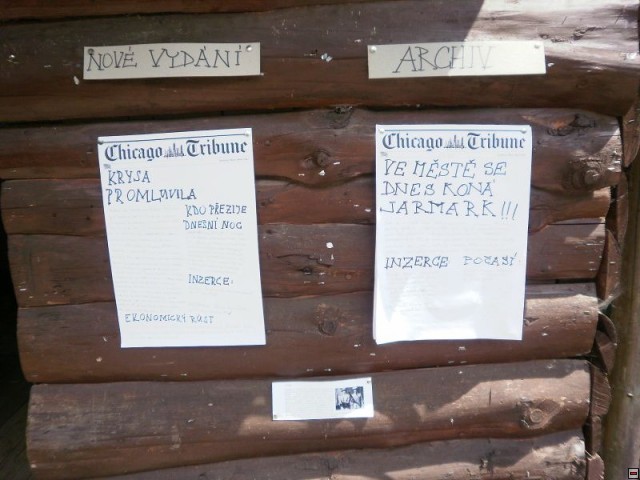 NOVÉ VYDÁNÍ
ARCHIV
Chicago Tribune
KRYSA
PROMLUVILA
KDO PŘEŽIJE
DNEŠNÍ NOC
INZERCE:
EKONOMICKÝ RŮST
Chicago Tribune
VE MĚSTĚ SE
DNES KONÁ
JARMARK!!!
INZERCE POČASÍ